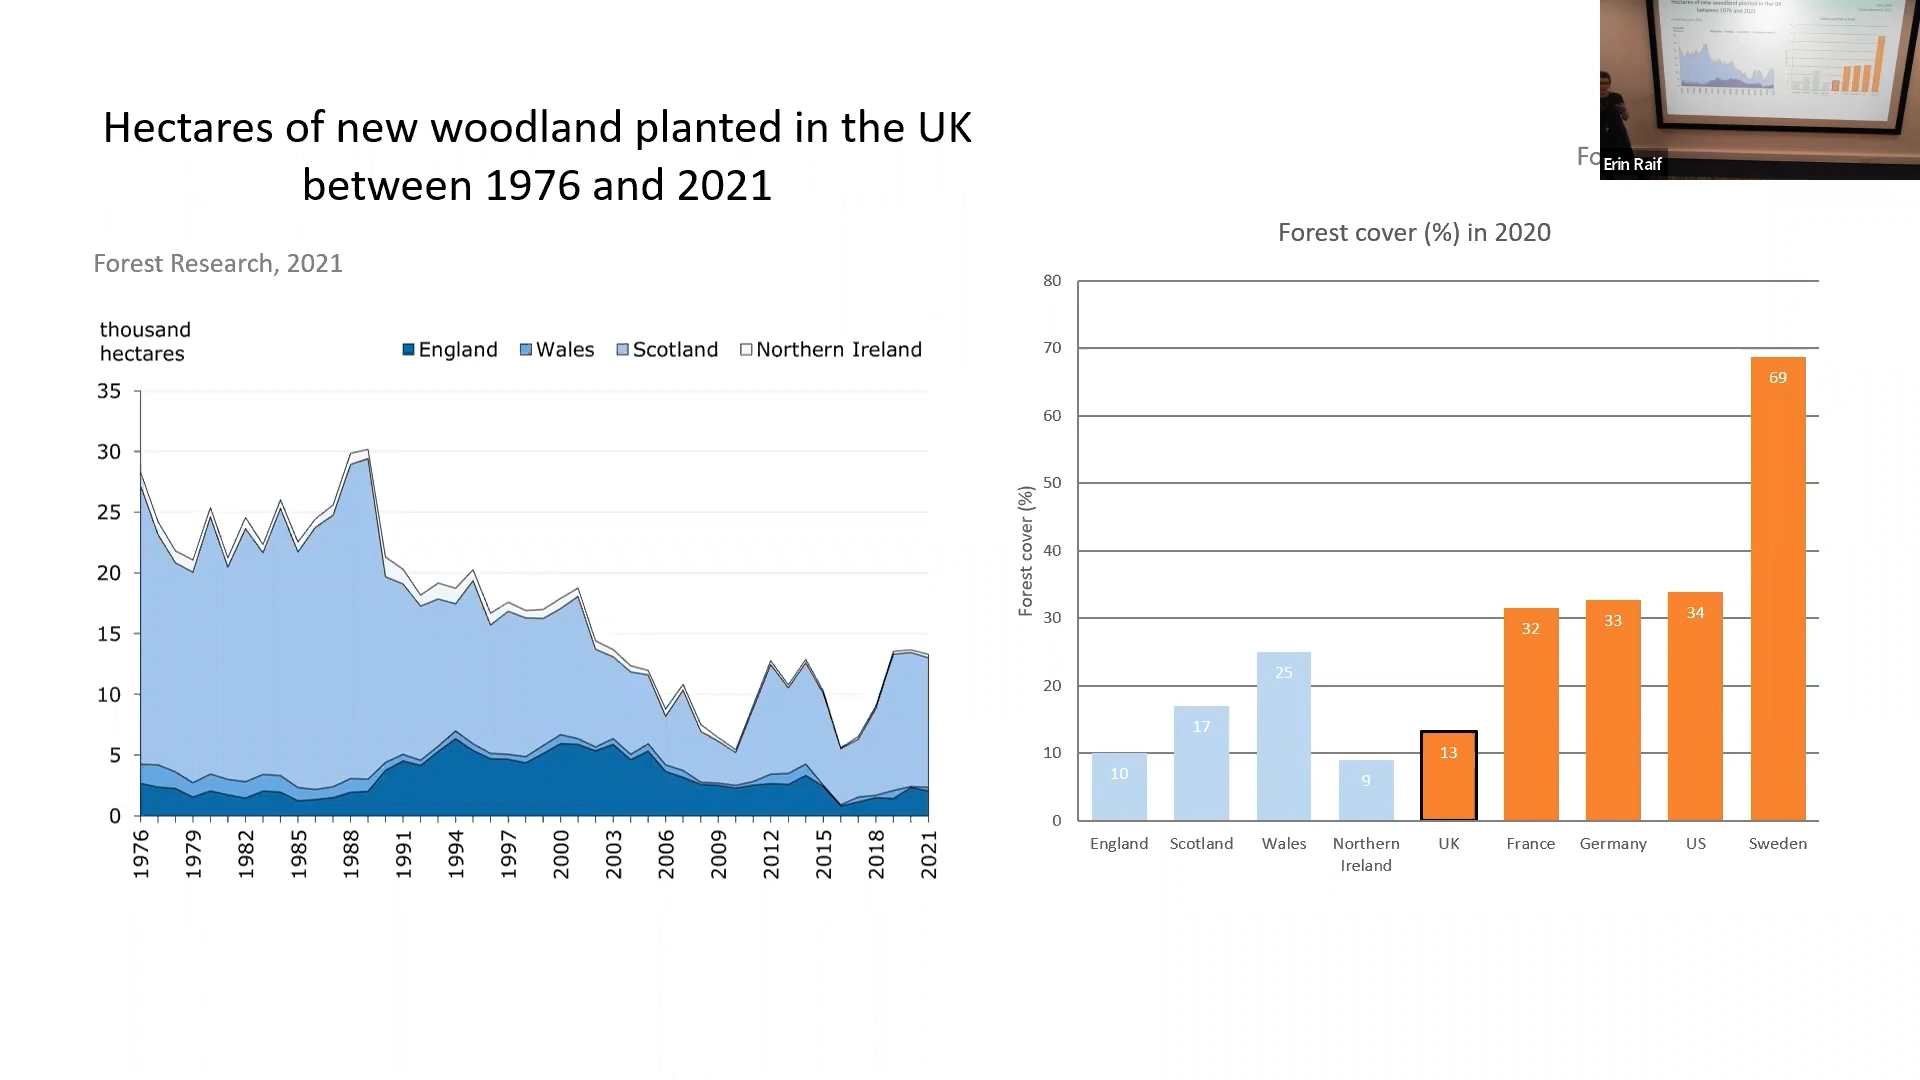 Hectares of new woodland planted in the UK
between 1976 and 2021
Forest Research, 2021
thousand
hectares
England
Wales
Scotland
Northern Ireland
35
30
25
20
15
10
5
0
1976
1979
1982
1985
1988
1991
1994
1997
2000
2003
2006
2009
2012
2015
2018
2021
Erin Raif
Forest cover (%) in 2020
Forest cover (%)
80
70
60
50
40
30
20
10
0
10
17
25
9
13
32
33
34
69
England
Scotland
Wales
Northern
Ireland
UK
France
Germany
US
Sweden